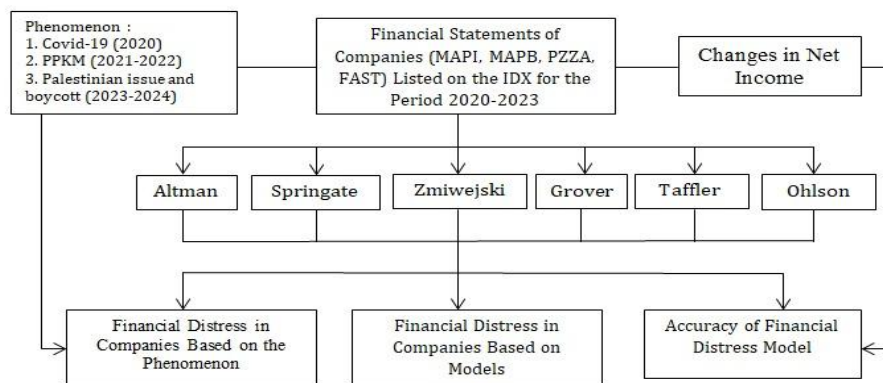 Phenomenon :
1. Covid-19 (2020)
2. PPKM (2021-2022)
3. Palestinian issue and
boycott (2023-2024)
Financial Statements of
Companies (MAPI, MAPB, PZZA,
FAST) Listed on the IDX for the
Period 2020-2023
Changes in Net
Income
Altman
Springate
Zmiwejski
Grover
Taffler
Ohlson
Financial Distress in
Companies Based on the
Phenomenon
Financial Distress in
Companies Based on
Models
Accuracy of Financial
Distress Model